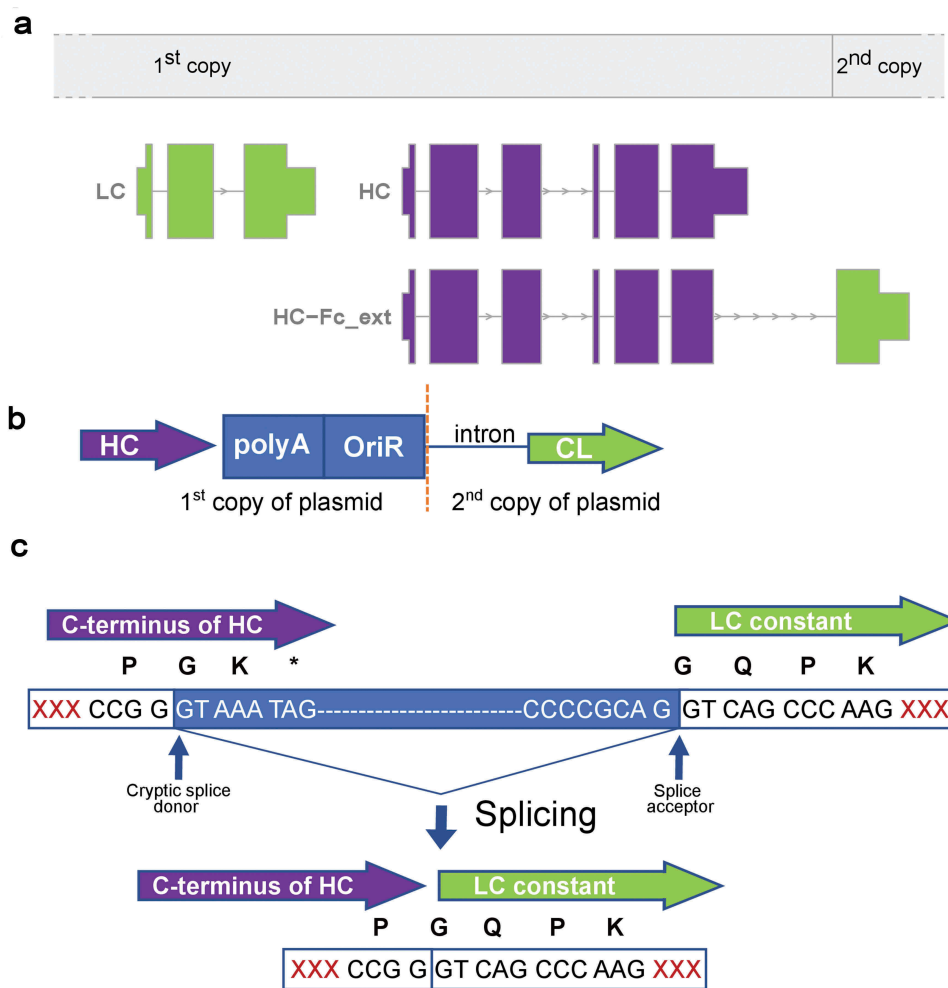 a
1st copy
2nd copy
LC
HC
HC-Fc_ext
b
HC
polyA
OriR
intron
CL
1st copy of plasmid
2nd copy of plasmid
c
C-terminus of HC
LC constant
P G K *
G Q P K
XXX CCG G GT AAA TAG----------------------CCCCGCA G GT CAG CCC AAG XXX
Cryptic splice
donor
Splice
acceptor
Splicing
C-terminus of HC
LC constant
P G Q P K
XXX CCG G GT CAG CCC AAG XXX